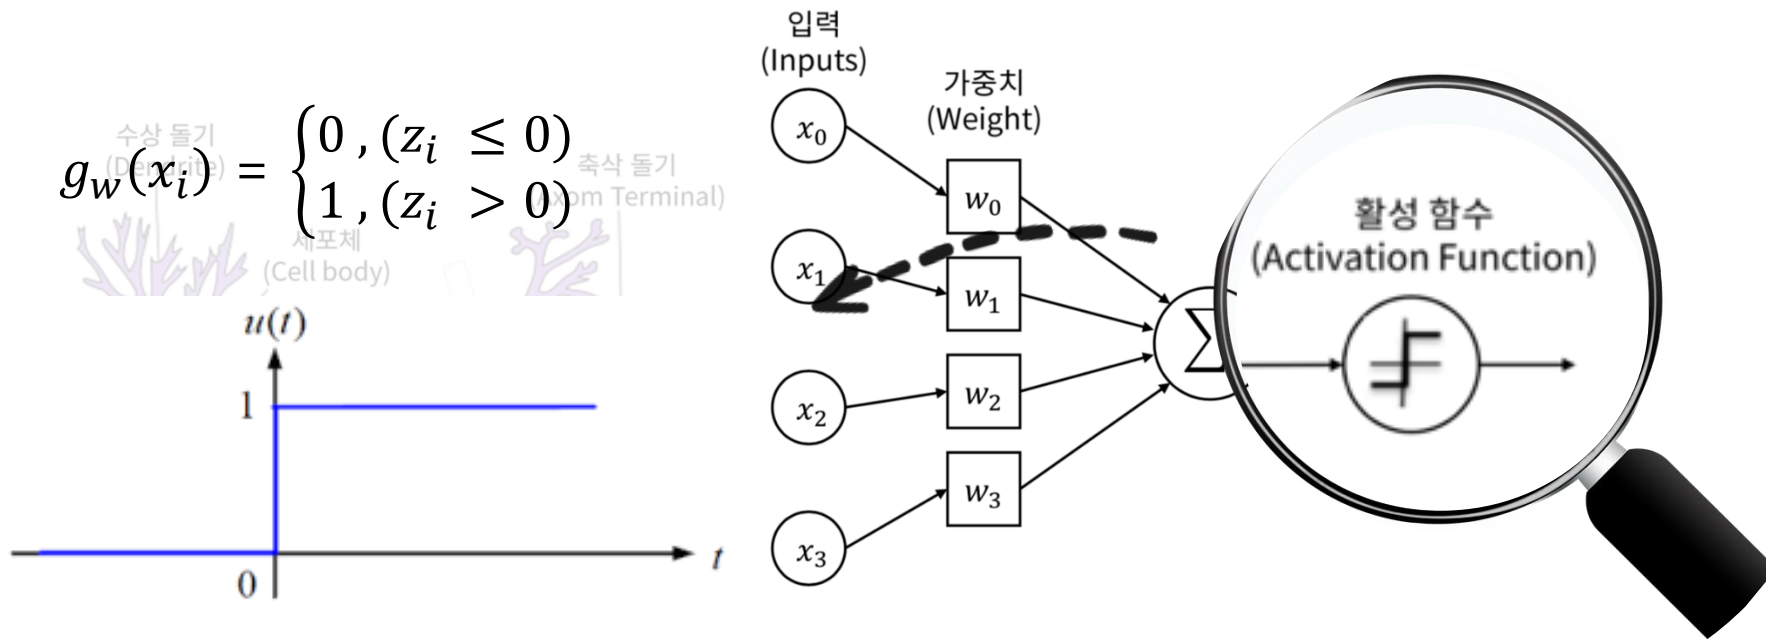 수상 돌기
(Dendrite)
g_w(x_i) = { 0 , (z_i ≤ 0)
1 , (z_i > 0)
축삭 돌기
(Axom Terminal)
세포체
(Cell body)
u(t)
1
0
t
입력
(Inputs)
가중치
(Weight)
x_0
w_0
x_1
w_1
x_2
w_2
x_3
w_3
Σ
활성 함수
(Activation Function)